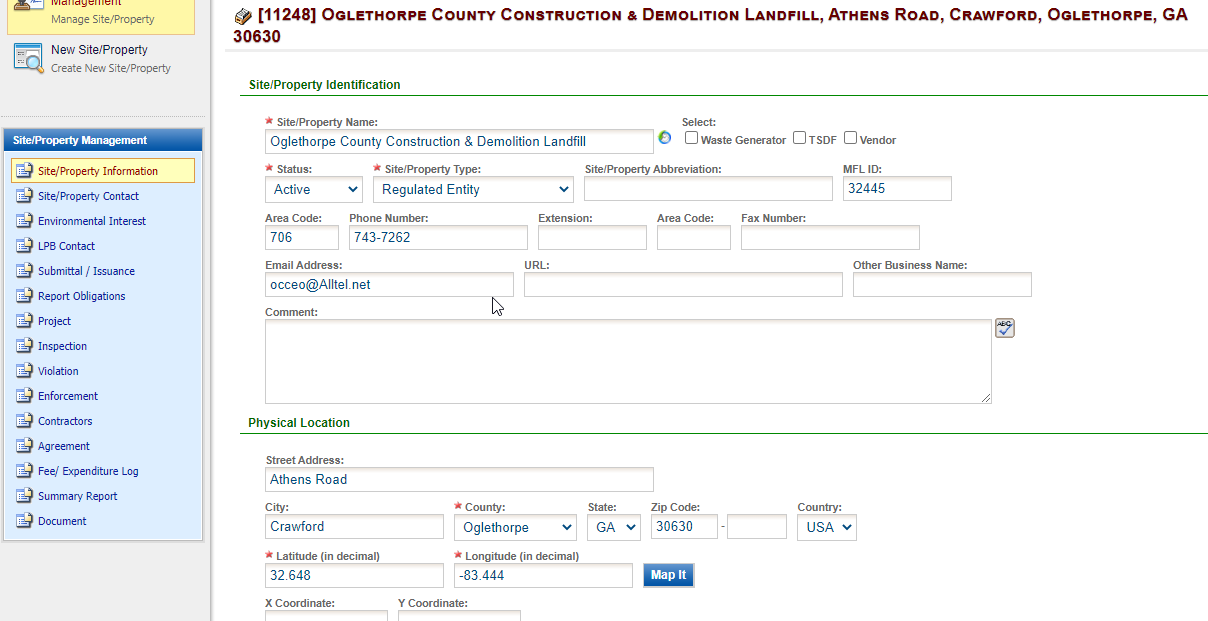 Management
Manage Site/Property
New Site/Property
Create New Site/Property
Site/Property Management
Site/Property Information
Site/Property Contact
Environmental Interest
LPB Contact
Submittal / Issuance
Report Obligations
Project
Inspection
Violation
Enforcement
Contractors
Agreement
Fee/ Expenditure Log
Summary Report
Document
[11248] Oglethorpe County Construction & Demolition Landfill, Athens Road, Crawford, Oglethorpe, GA
30630
Site/Property Identification
* Site/Property Name: Select:
Oglethorpe County Construction & Demolition Landfill Waste Generator TSDF Vendor
* Status: * Site/Property Type: Site/Property Abbreviation: MFL ID:
Active Regulated Entity 32445
Area Code: Phone Number: Extension: Area Code: Fax Number:
706 743-7262
Email Address: URL: Other Business Name:
occeo@Alltel.net
Comment:
ABC
Physical Location
Street Address:
Athens Road
City: * County: State: Zip Code: Country:
Crawford Oglethorpe GA 30630 - USA
* Latitude (in decimal) * Longitude (in decimal)
32.648 -83.444 Map It
X Coordinate: Y Coordinate: